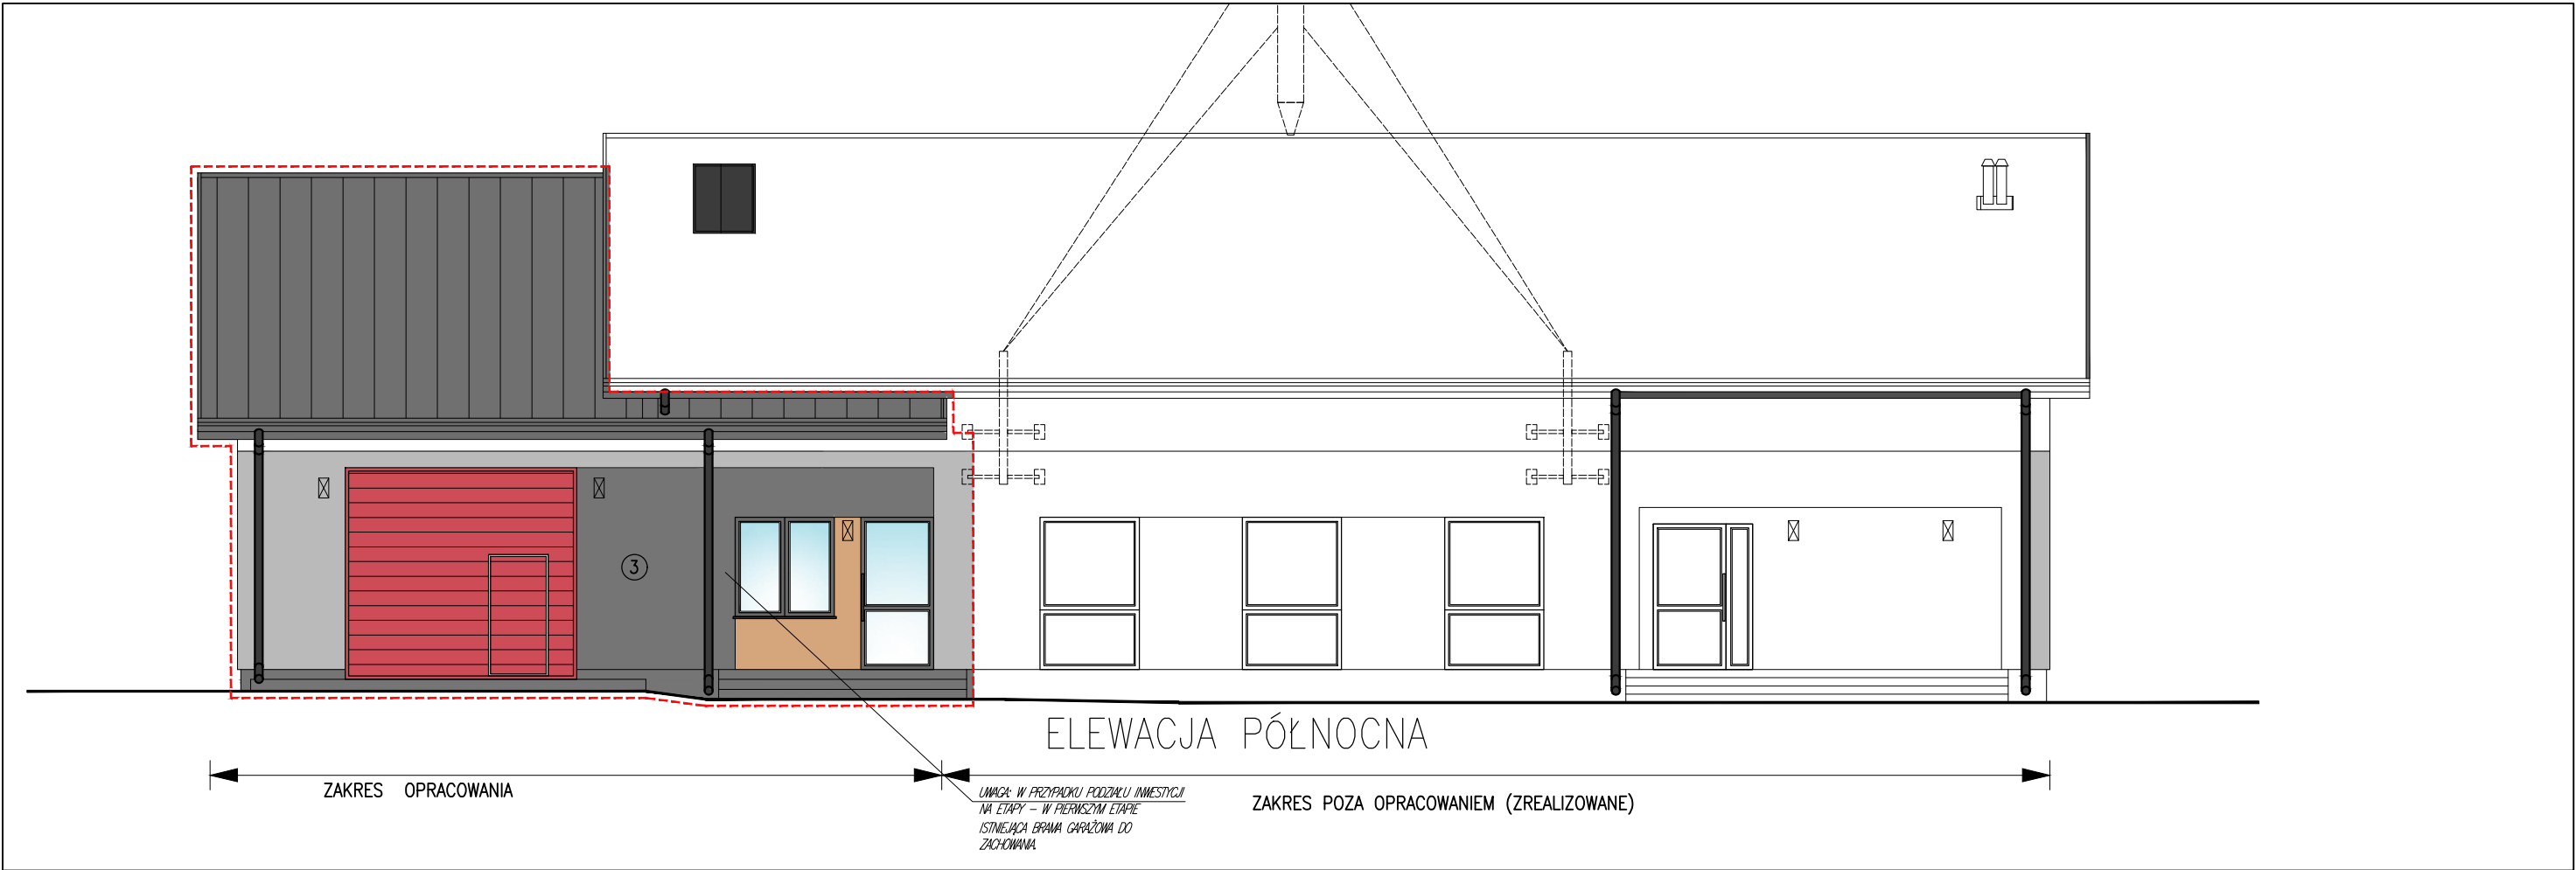 3
ELEWACJA PÓŁNOCNA
ZAKRES OPRACOWANIA
UWAGA: W PRZYPADKU PODZIAŁU INWESTYCJI
NA ETAPY – W PIERWSZYM ETAPIE
ISTNIEJĄCA BRAMA GARAŻOWA DO
ZACHOWANIA.
ZAKRES POZA OPRACOWANIEM (ZREALIZOWANE)